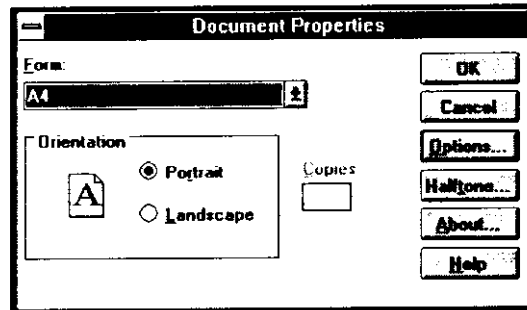 Document Properties
Form:
A4
OK
Cancel
Options...
Halftone...
About...
Help
Orientation
A
Portrait
Landscape
Copies